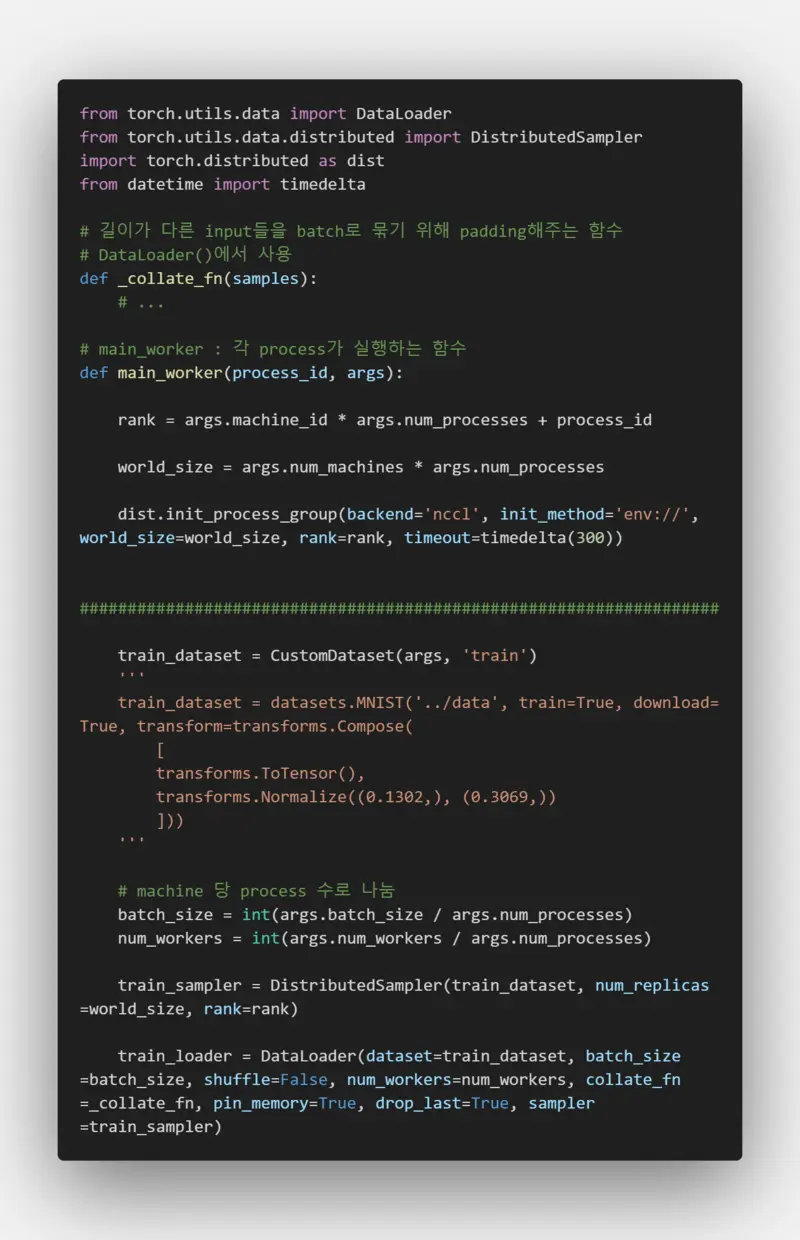 from torch.utils.data import DataLoader
from torch.utils.data.distributed import DistributedSampler
import torch.distributed as dist
from datetime import timedelta

# 길이가 다른 input들을 batch로 묶기 위해 padding해주는 함수
# DataLoader()에서 사용
def _collate_fn(samples):
    # ...

# main_worker : 각 process가 실행하는 함수
def main_worker(process_id, args):

    rank = args.machine_id * args.num_processes + process_id

    world_size = args.num_machines * args.num_processes

    dist.init_process_group(backend='nccl', init_method='env://',
world_size=world_size, rank=rank, timeout=timedelta(300))


###################################################################

    train_dataset = CustomDataset(args, 'train')
    '''
    train_dataset = datasets.MNIST('../data', train=True, download=
True, transform=transforms.Compose(
        [
        transforms.ToTensor(),
        transforms.Normalize((0.1302,), (0.3069,))
        ]))
    '''

    # machine 당 process 수로 나눔
    batch_size = int(args.batch_size / args.num_processes)
    num_workers = int(args.num_workers / args.num_processes)

    train_sampler = DistributedSampler(train_dataset, num_replicas
=world_size, rank=rank)

    train_loader = DataLoader(dataset=train_dataset, batch_size
=batch_size, shuffle=False, num_workers=num_workers, collate_fn
=_collate_fn, pin_memory=True, drop_last=True, sampler
=train_sampler)